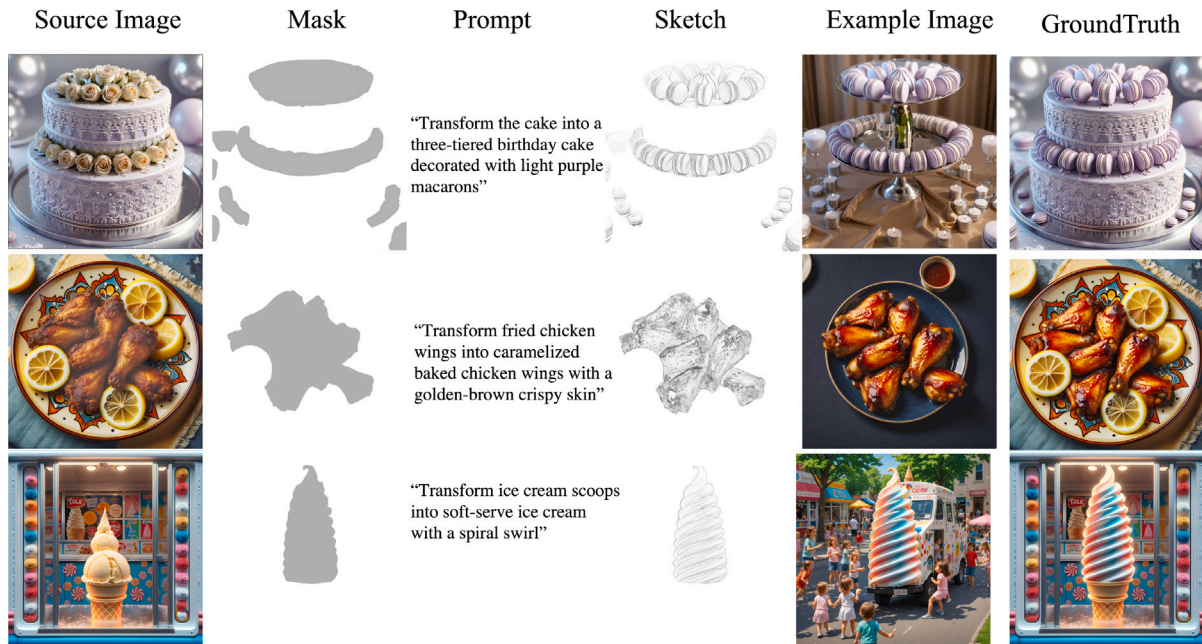 Source Image
Mask
Prompt
Sketch
Example Image
GroundTruth
“Transform the cake into a
three-tiered birthday cake
decorated with light purple
macarons”
“Transform fried chicken
wings into caramelized
baked chicken wings with a
golden-brown crispy skin”
“Transform ice cream scoops
into soft-serve ice cream
with a spiral swirl”